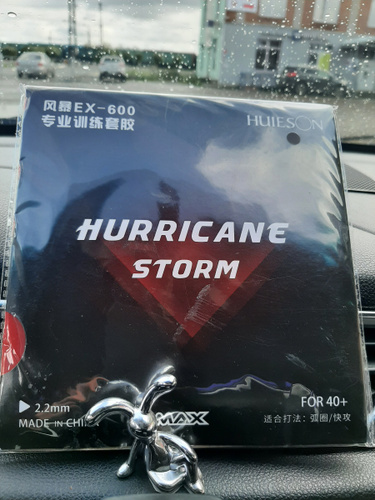 风暴EX-600
专业训练套胶
HUIESON
HURRICANE
STORM
2.2mm
MADE IN
MAX
FOR 40+
适合打法：弧圈/快攻